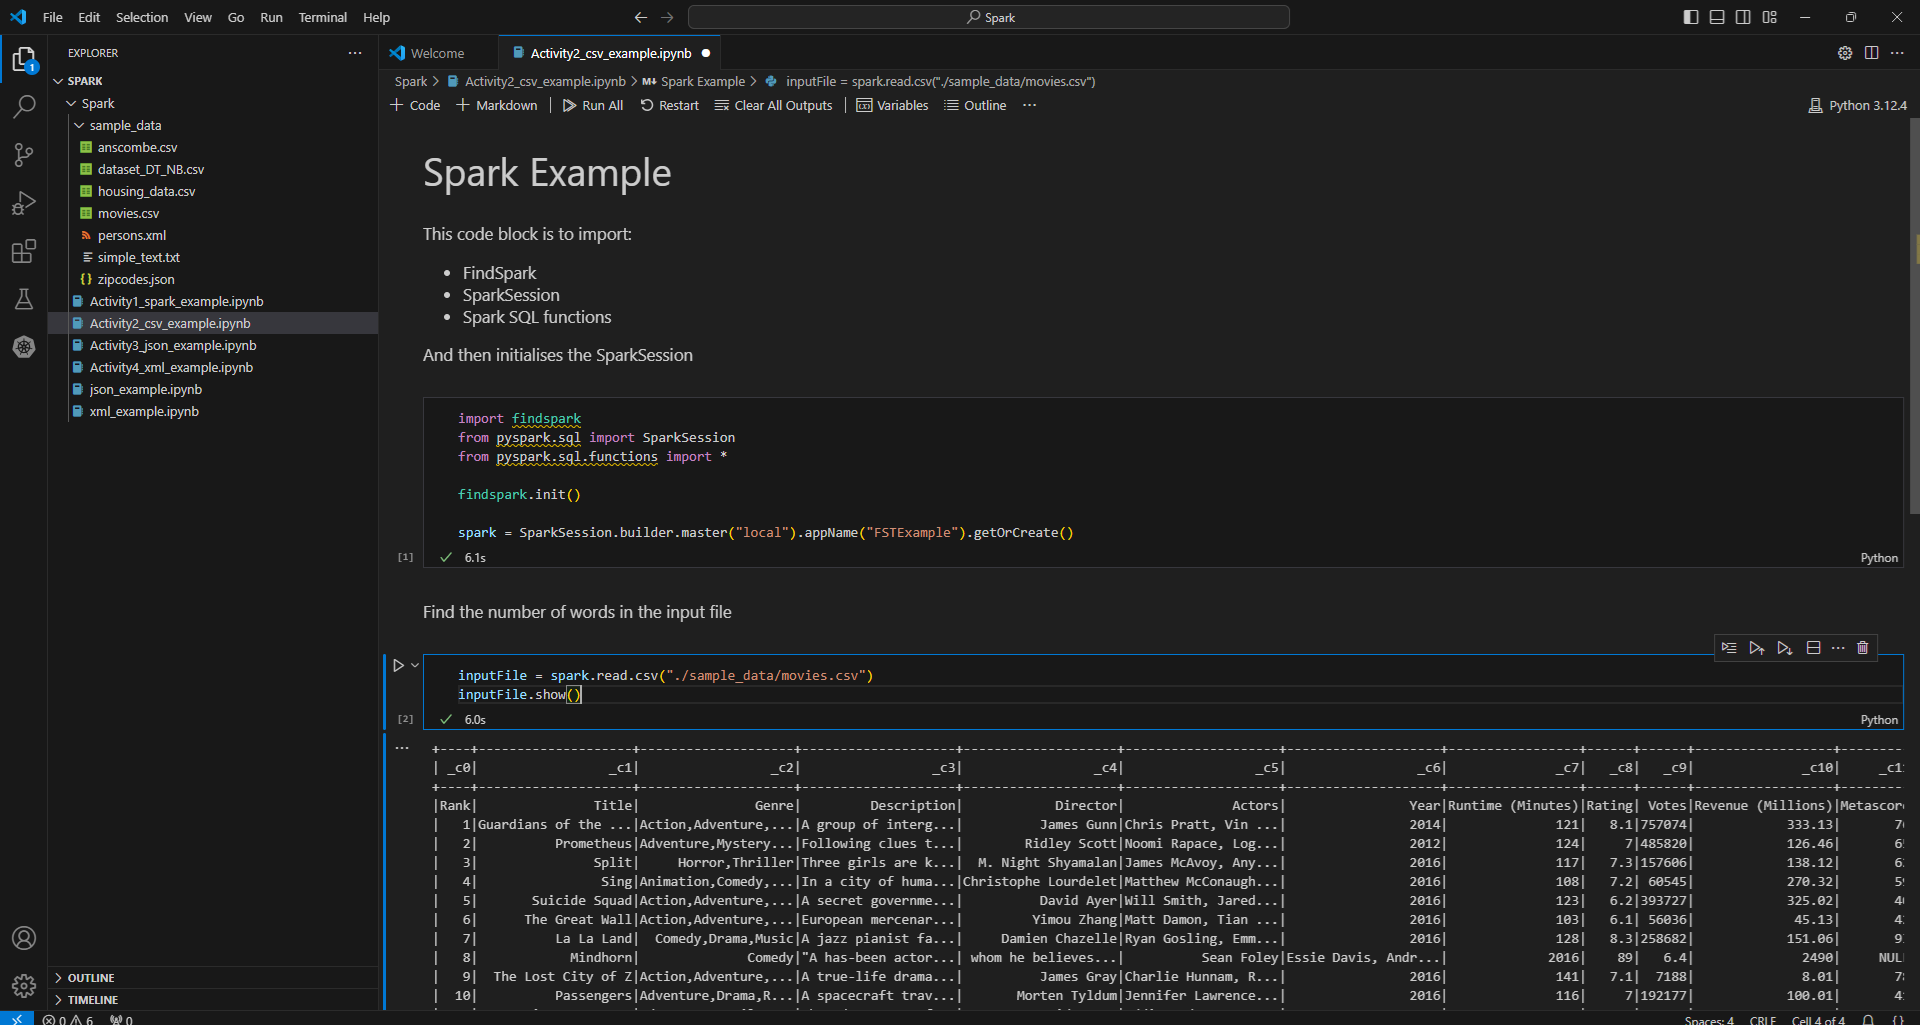 File Edit Selection View Go Run Terminal Help
Spark
EXPLORER
SPARK
Spark
sample_data
anscombe.csv
dataset_DT_NB.csv
housing_data.csv
movies.csv
persons.xml
simple_text.txt
zipcodes.json
Activity1_spark_example.ipynb
Activity2_csv_example.ipynb
Activity3_json_example.ipynb
Activity4_xml_example.ipynb
json_example.ipynb
xml_example.ipynb
OUTLINE
TIMELINE
1
Welcome
Activity2_csv_example.ipynb
Spark > Activity2_csv_example.ipynb > M↓ Spark Example > inputFile = spark.read.csv("./sample_data/movies.csv")
+ Code + Markdown | Run All Restart Clear All Outputs | Variables Outline ...
Python 3.12.4
Spark Example
This code block is to import:
• FindSpark
• SparkSession
• Spark SQL functions
And then initialises the SparkSession
import findspark
from pyspark.sql import SparkSession
from pyspark.sql.functions import *
findspark.init()
spark = SparkSession.builder.master("local").appName("FSTExample").getOrCreate()
[1] ✓ 6.1s Python
Find the number of words in the input file
inputFile = spark.read.csv("./sample_data/movies.csv")
inputFile.show()
[2] ✓ 6.0s Python
+----+--------------------+--------------------+--------------------+--------------------+--------------------+--------------------+-----------------+------+------+------------------+--------
| _c0|                 _c1|                 _c2|                 _c3|                 _c4|                 _c5|                 _c6|              _c7|   _c8|   _c9|              _c10|     _c1
+----+--------------------+--------------------+--------------------+--------------------+--------------------+--------------------+-----------------+------+------+------------------+--------
|Rank|               Title|               Genre|         Description|            Director|              Actors|                Year|Runtime (Minutes)|Rating| Votes|Revenue (Millions)|Metascor
|   1|Guardians of the ...|Action,Adventure,...|A group of interg...|          James Gunn|Chris Pratt, Vin ...|                2014|              121|   8.1|757074|            333.13|       7
|   2|          Prometheus|Adventure,Mystery...|Following clues t...|        Ridley Scott|Noomi Rapace, Log...|                2012|              124|     7|485820|            126.46|       6
|   3|               Split|     Horror,Thriller|Three girls are k...|  M. Night Shyamalan|James McAvoy, Any...|                2016|              117|   7.3|157606|            138.12|       6
|   4|                Sing|Animation,Comedy,...|In a city of huma...|Christophe Lourdelet|Matthew McConaugh...|                2016|              108|   7.2| 60545|            270.32|       5
|   5|       Suicide Squad|Action,Adventure,...|A secret governme...|          David Ayer|Will Smith, Jared...|                2016|              123|   6.2|393727|            325.02|       4
|   6|      The Great Wall|Action,Adventure,...|European mercenar...|         Yimou Zhang|Matt Damon, Tian ...|                2016|              103|   6.1| 56036|             45.13|       4
|   7|          La La Land|  Comedy,Drama,Music|A jazz pianist fa...|     Damien Chazelle|Ryan Gosling, Emm...|                2016|              128|   8.3|258682|            151.06|       9
|   8|            Mindhorn|              Comedy|"A has-been actor...| whom he believes...|          Sean Foley|Essie Davis, Andr...|             2016|    89|   6.4|              2490|     NUL
|   9|  The Lost City of Z|Action,Adventure,...|A true-life drama...|          James Gray|Charlie Hunnam, R...|                2016|              141|   7.1|  7188|              8.01|       7
|  10|          Passengers|Adventure,Drama,R...|A spacecraft trav...|       Morten Tyldum|Jennifer Lawrence...|                2016|              116|     7|192177|            100.01|       4
0 6 0
Spaces: 4 CRLF Cell 4 of 4 {}